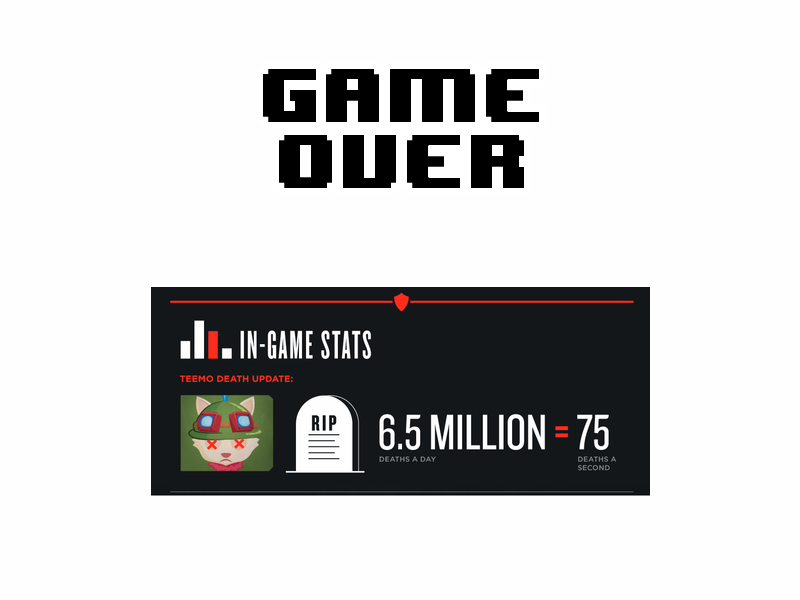 GAME
OVER
IN-GAME STATS
TEEMO DEATH UPDATE:
RIP
6.5 MILLION = 75
DEATHS A DAY
DEATHS A
SECOND